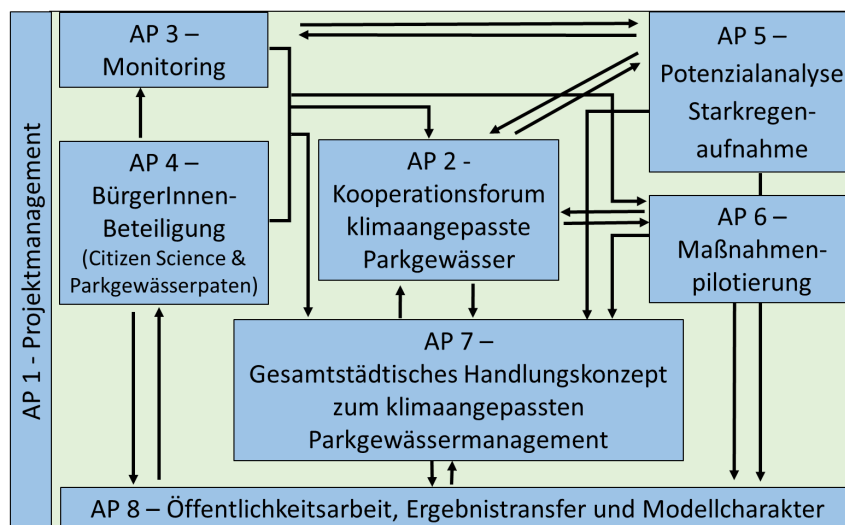 AP 1 - Projektmanagement
AP 3 –
Monitoring
AP 5 –
Potenzialanalyse
Starkregen-
aufnahme
AP 4 –
BürgerInnen-
Beteiligung
(Citizen Science &
Parkgewässerpaten)
AP 2 -
Kooperationsforum
klimaangepasste
Parkgewässer
AP 6 –
Maßnahmen-
pilotierung
AP 7 –
Gesamtstädtisches Handlungskonzept
zum klimaangepassten
Parkgewässermanagement
AP 8 – Öffentlichkeitsarbeit, Ergebnistransfer und Modellcharakter